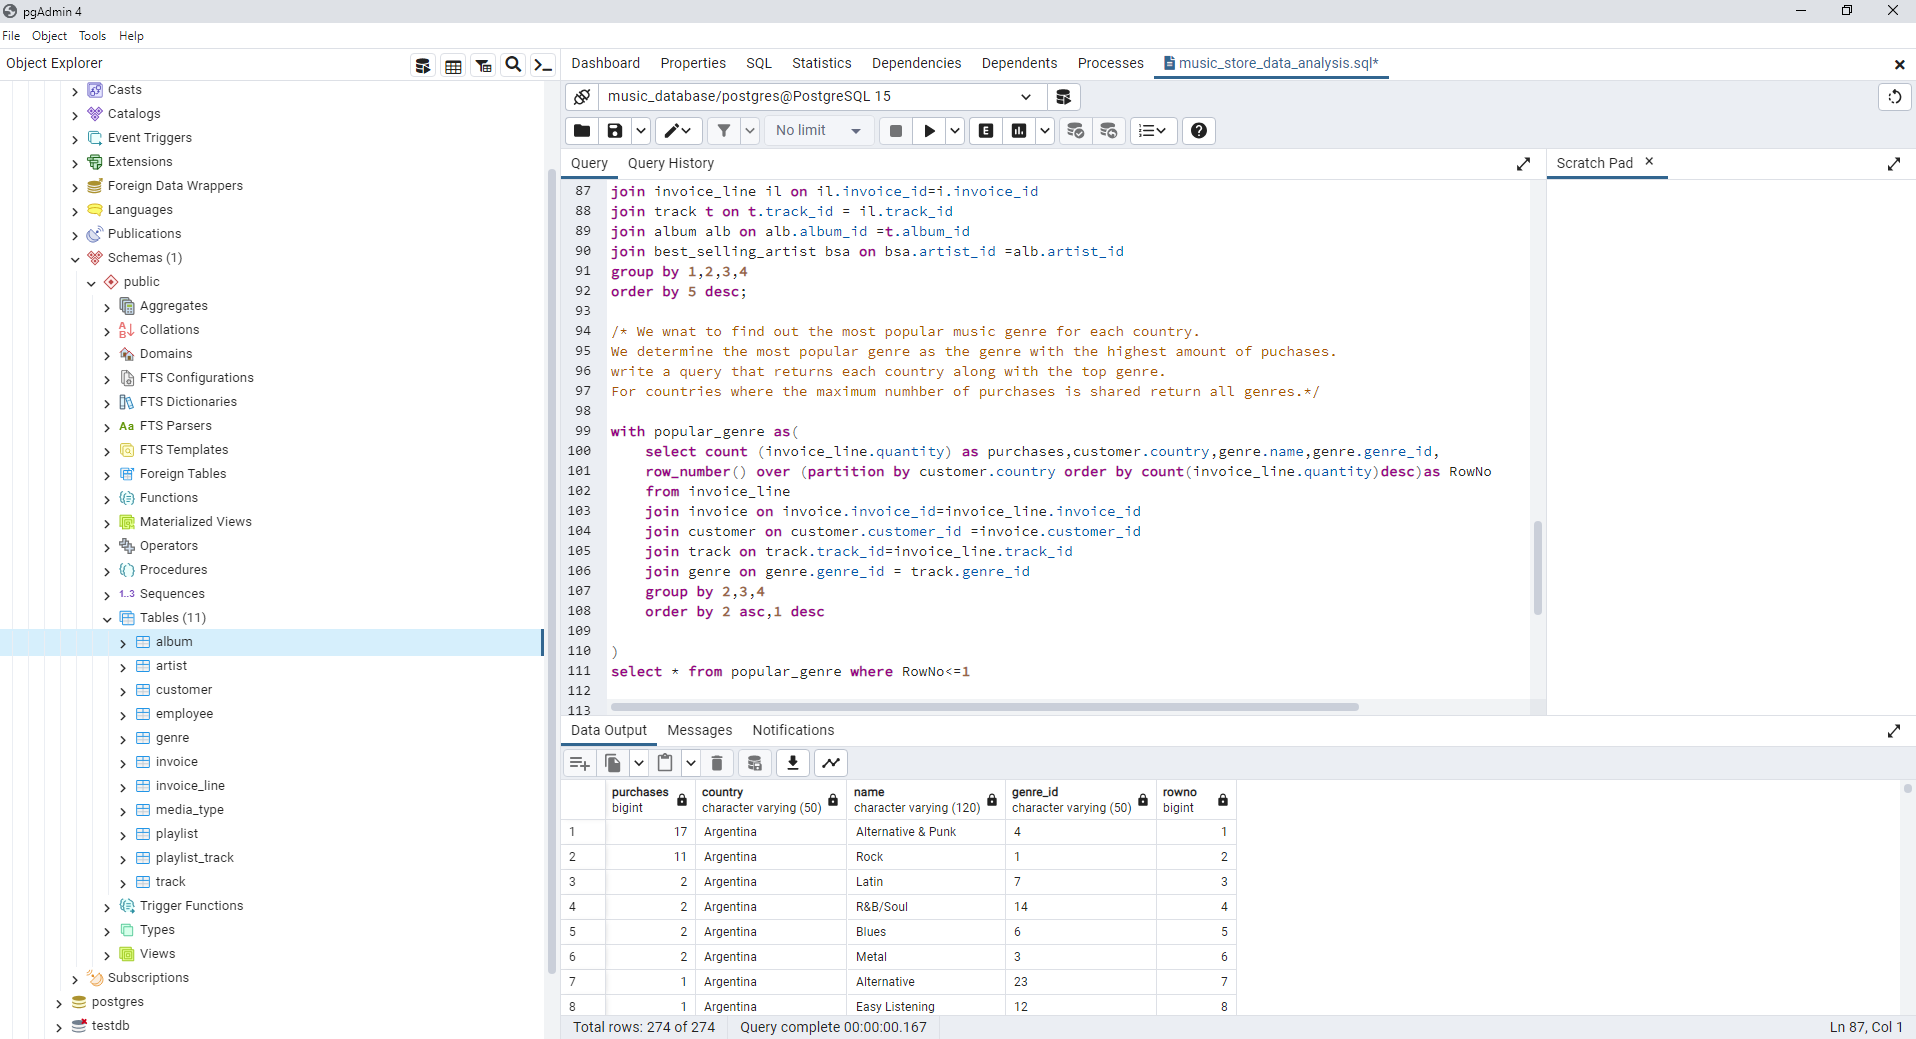 pgAdmin 4
File Object Tools Help
Object Explorer
Casts
Catalogs
Event Triggers
Extensions
Foreign Data Wrappers
Languages
Publications
Schemas (1)
public
Aggregates
Collations
Domains
FTS Configurations
FTS Dictionaries
Aa FTS Parsers
FTS Templates
Foreign Tables
Functions
Materialized Views
Operators
Procedures
1..3 Sequences
Tables (11)
album
artist
customer
employee
genre
invoice
invoice_line
media_type
playlist
playlist_track
track
Trigger Functions
Types
Views
Subscriptions
postgres
testdb
Dashboard Properties SQL Statistics Dependencies Dependents Processes music_store_data_analysis.sql*
music_database/postgres@PostgreSQL 15
No limit
Query Query History
Scratch Pad
87 join invoice_line il on il.invoice_id=i.invoice_id
88 join track t on t.track_id = il.track_id
89 join album alb on alb.album_id =t.album_id
90 join best_selling_artist bsa on bsa.artist_id =alb.artist_id
91 group by 1,2,3,4
92 order by 5 desc;
93
94 /* We wnat to find out the most popular music genre for each country.
95 We determine the most popular genre as the genre with the highest amount of puchases.
96 write a query that returns each country along with the top genre.
97 For countries where the maximum numhber of purchases is shared return all genres.*/
98
99 with popular_genre as(
100 select count (invoice_line.quantity) as purchases,customer.country,genre.name,genre.genre_id,
101 row_number() over (partition by customer.country order by count(invoice_line.quantity)desc)as RowNo
102 from invoice_line
103 join invoice on invoice.invoice_id=invoice_line.invoice_id
104 join customer on customer.customer_id =invoice.customer_id
105 join track on track.track_id=invoice_line.track_id
106 join genre on genre.genre_id = track.genre_id
107 group by 2,3,4
108 order by 2 asc,1 desc
109
110 )
111 select * from popular_genre where RowNo<=1
112
113
Data Output Messages Notifications
purchases bigint country character varying (50) name character varying (120) genre_id character varying (50) rowno bigint
1 17 Argentina Alternative & Punk 4 1
2 11 Argentina Rock 1 2
3 2 Argentina Latin 7 3
4 2 Argentina R&B/Soul 14 4
5 2 Argentina Blues 6 5
6 2 Argentina Metal 3 6
7 1 Argentina Alternative 23 7
8 1 Argentina Easy Listening 12 8
Total rows: 274 of 274 Query complete 00:00:00.167 Ln 87, Col 1